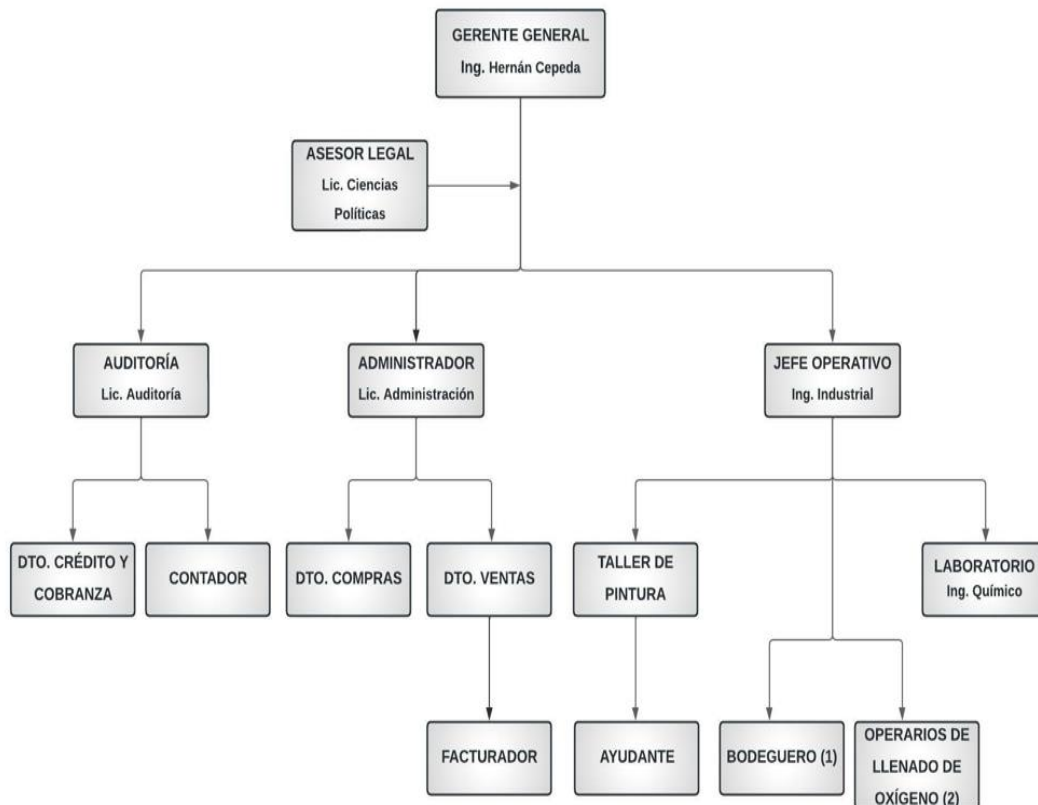 GERENTE GENERAL
Ing. Hernán Cepeda
ASESOR LEGAL
Lic. Ciencias
Políticas
AUDITORÍA
Lic. Auditoría
ADMINISTRADOR
Lic. Administración
JEFE OPERATIVO
Ing. Industrial
DTO. CRÉDITO Y
COBRANZA
CONTADOR
DTO. COMPRAS
DTO. VENTAS
TALLER DE
PINTURA
LABORATORIO
Ing. Químico
FACTURADOR
AYUDANTE
BODEGUERO (1)
OPERARIOS DE
LLENADO DE
OXÍGENO (2)